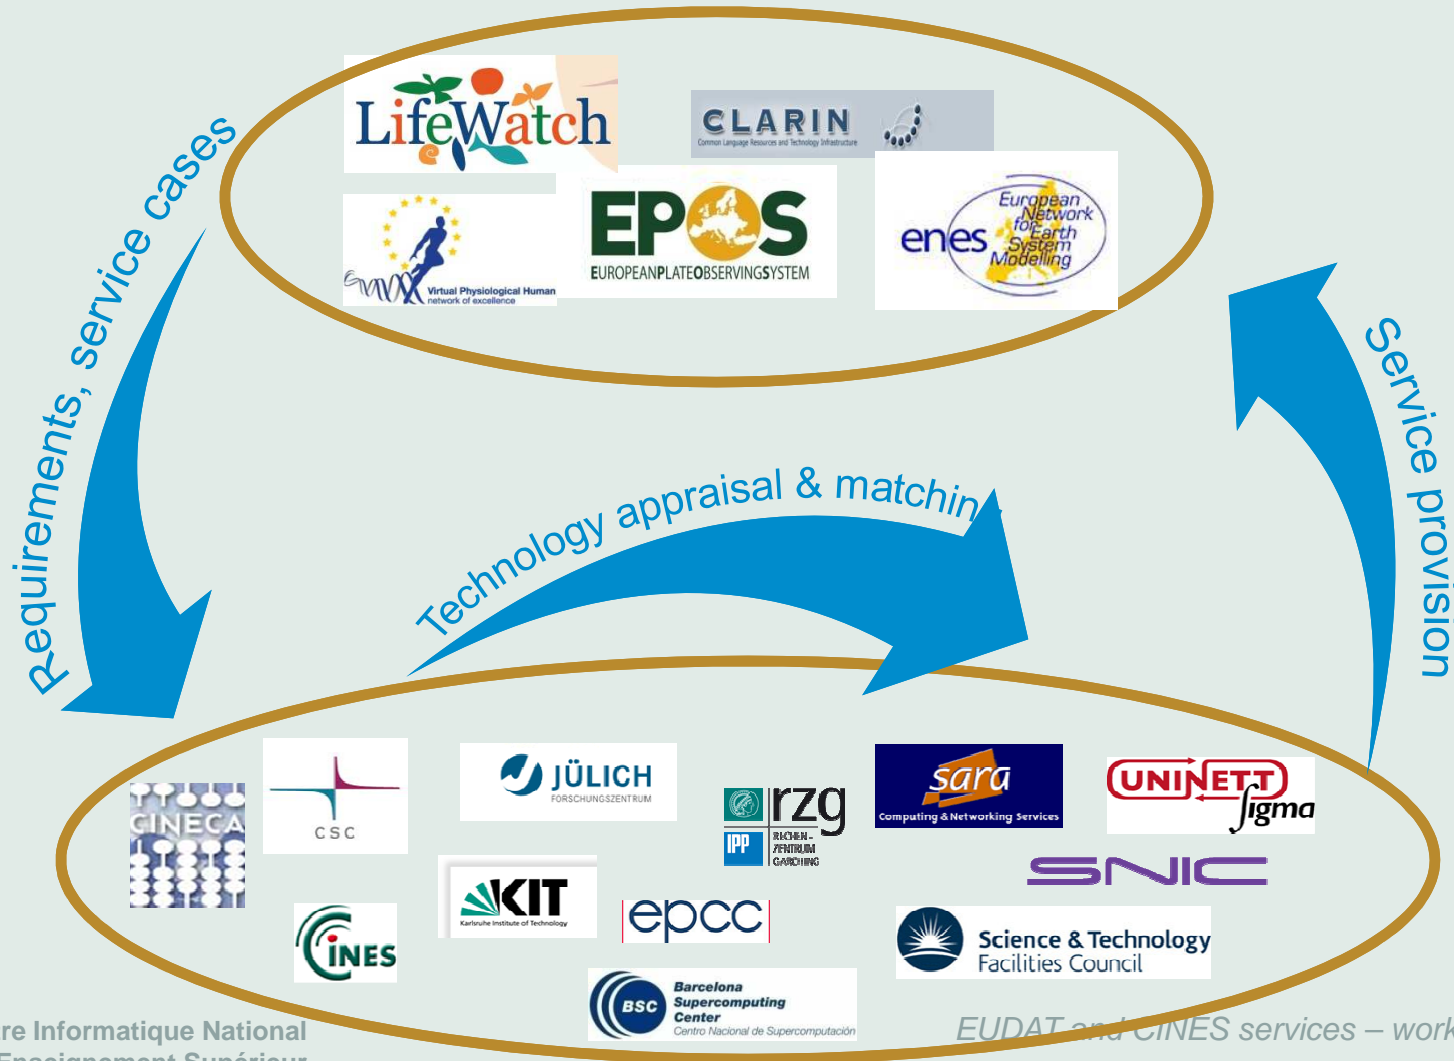 LifeWatch
CLARIN
Common Language Resources and Technology Infrastructure
Virtual Physiological Human
network of excellence
EPOS
EUROPEANPLATEOBSERVINGSYSTEM
enes
European
Network
for Earth
System
Modelling
Requirements, service cases
Technology appraisal & matchin
Service provision
CINECA
CSC
JÜLICH
FORSCHUNGSZENTRUM
rzg
IPP
RECHEN-
ZENTRUM
GARCHING
sara
Computing & Networking Services
UNINETT
sigma
SNIC
KIT
Karlsruhe Institute of Technology
epcc
CINES
Science & Technology
Facilities Council
BSC
Barcelona
Supercomputing
Center
Centro Nacional de Supercomputación
re Informatique National
Enseignement Supérieur
EUDAT and CINES services – work